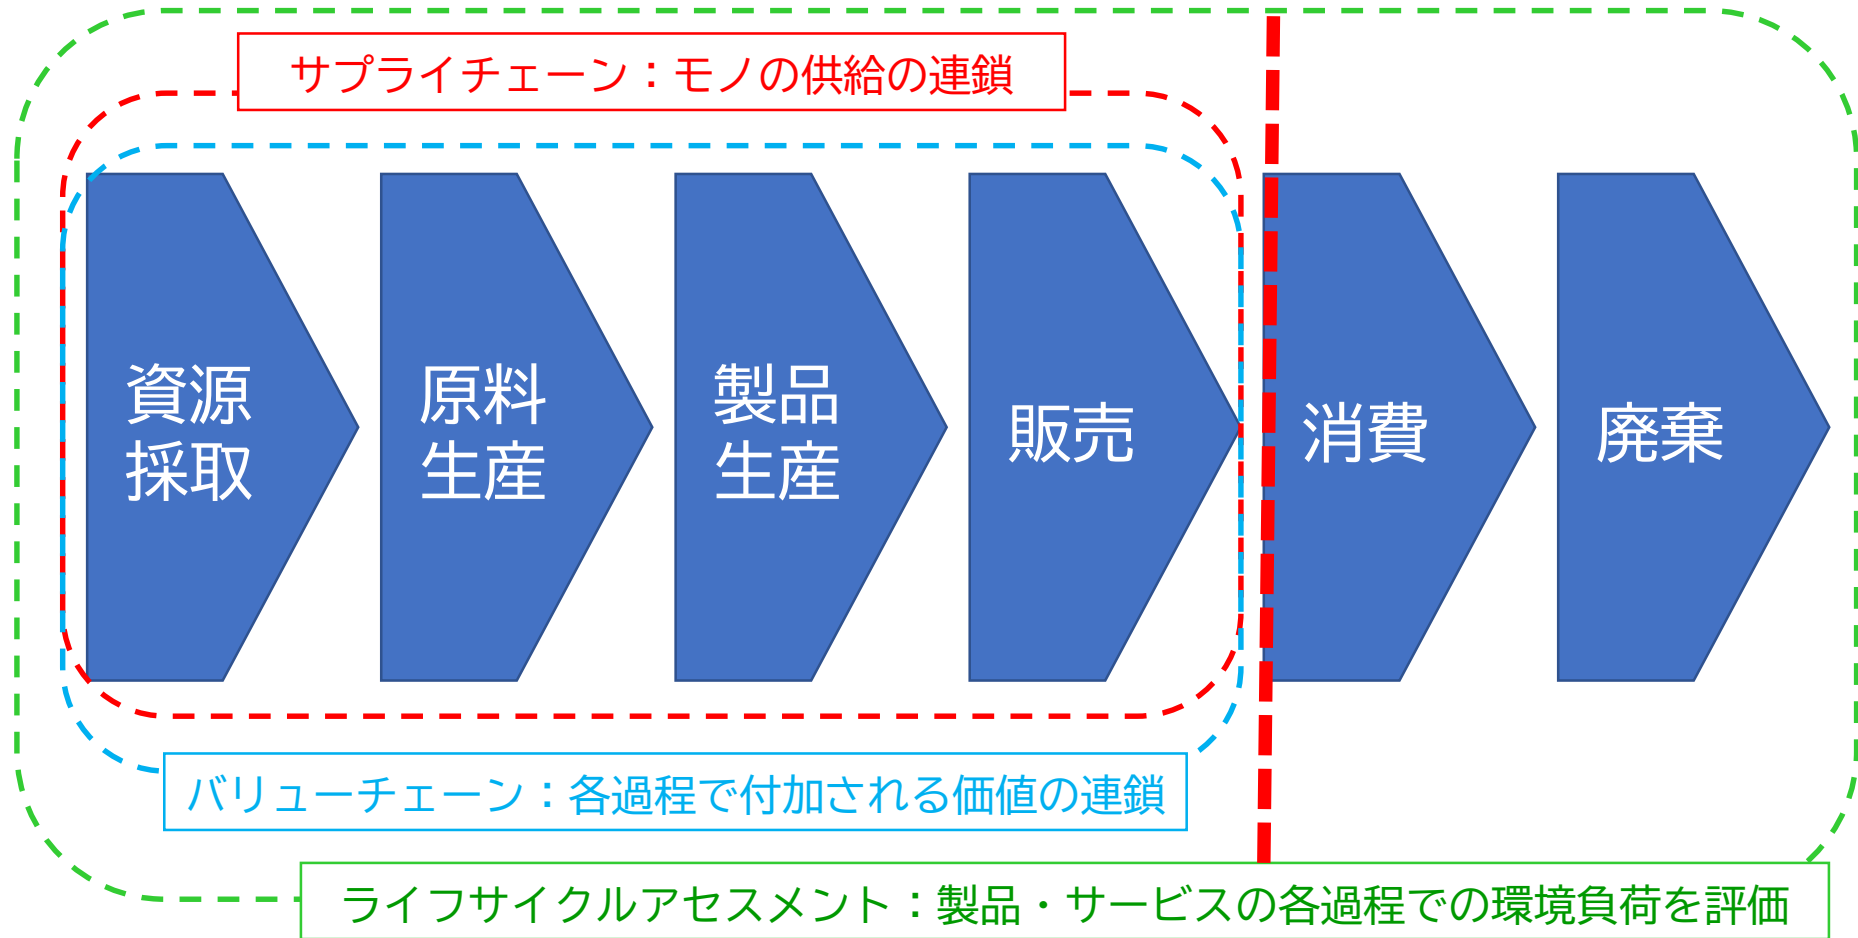 サプライチェーン：モノの供給の連鎖
資源
採取
原料
生産
製品
生産
販売
消費
廃棄
バリューチェーン：各過程で付加される価値の連鎖
ライフサイクルアセスメント：製品・サービスの各過程での環境負荷を評価